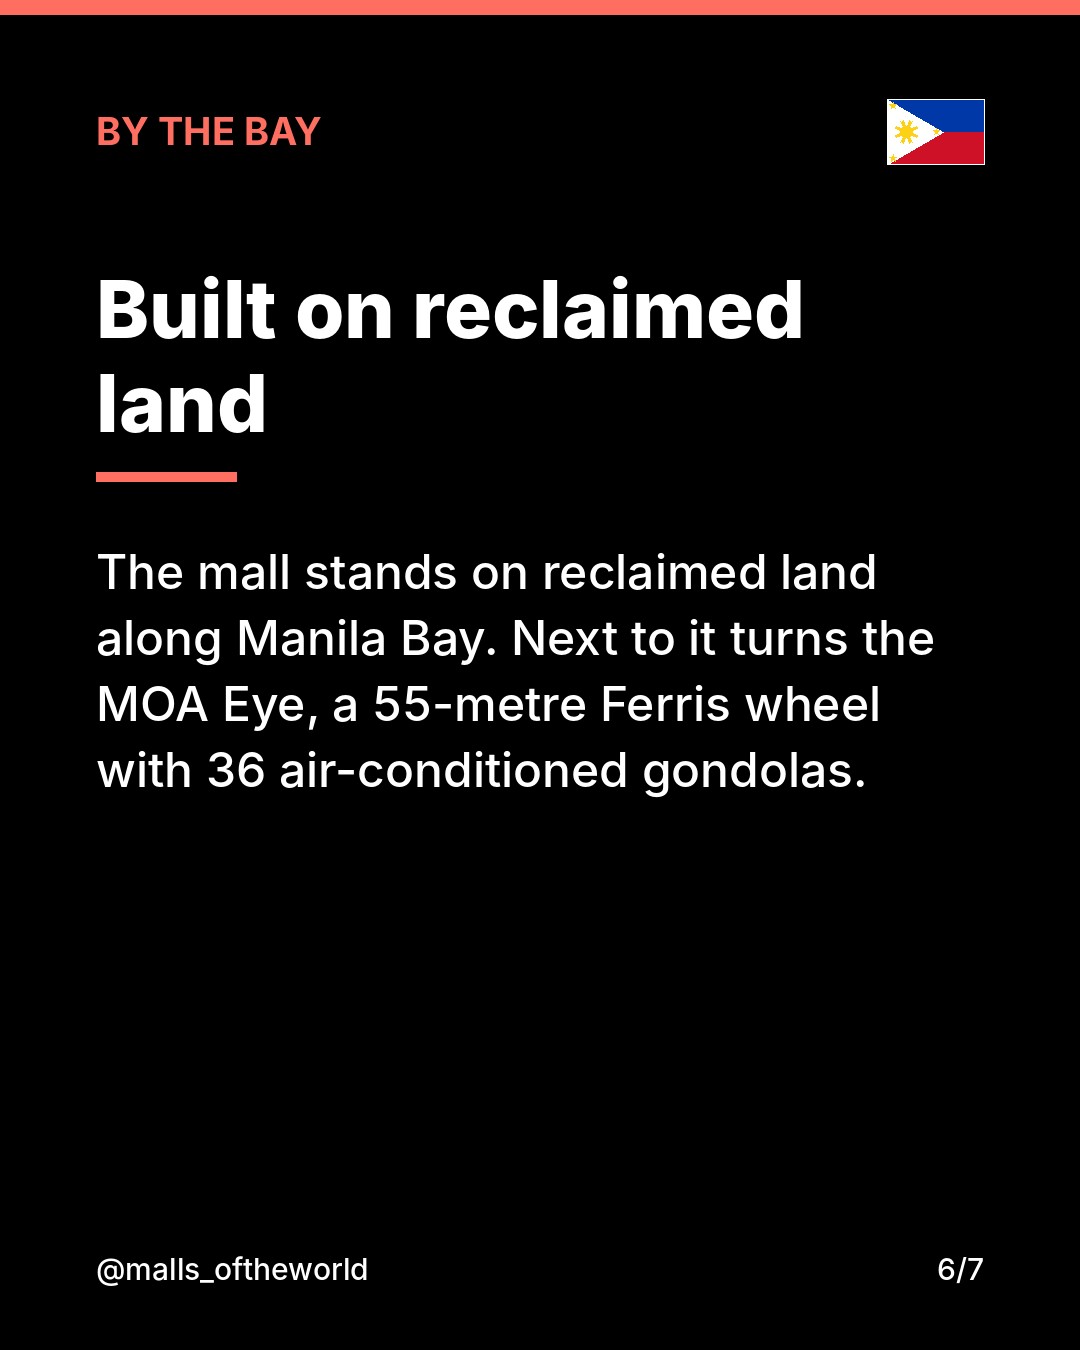 BY THE BAY
Built on reclaimed
land
The mall stands on reclaimed land
along Manila Bay. Next to it turns the
MOA Eye, a 55-metre Ferris wheel
with 36 air-conditioned gondolas.
@malls_oftheworld
6/7